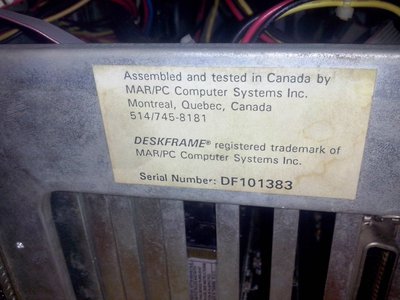 Assembled and tested in Canada by
MAR/PC Computer Systems Inc.
Montreal, Quebec, Canada
514/745-8181
DESKFRAME® registered trademark of
MAR/PC Computer Systems Inc.
Serial Number: DF101383